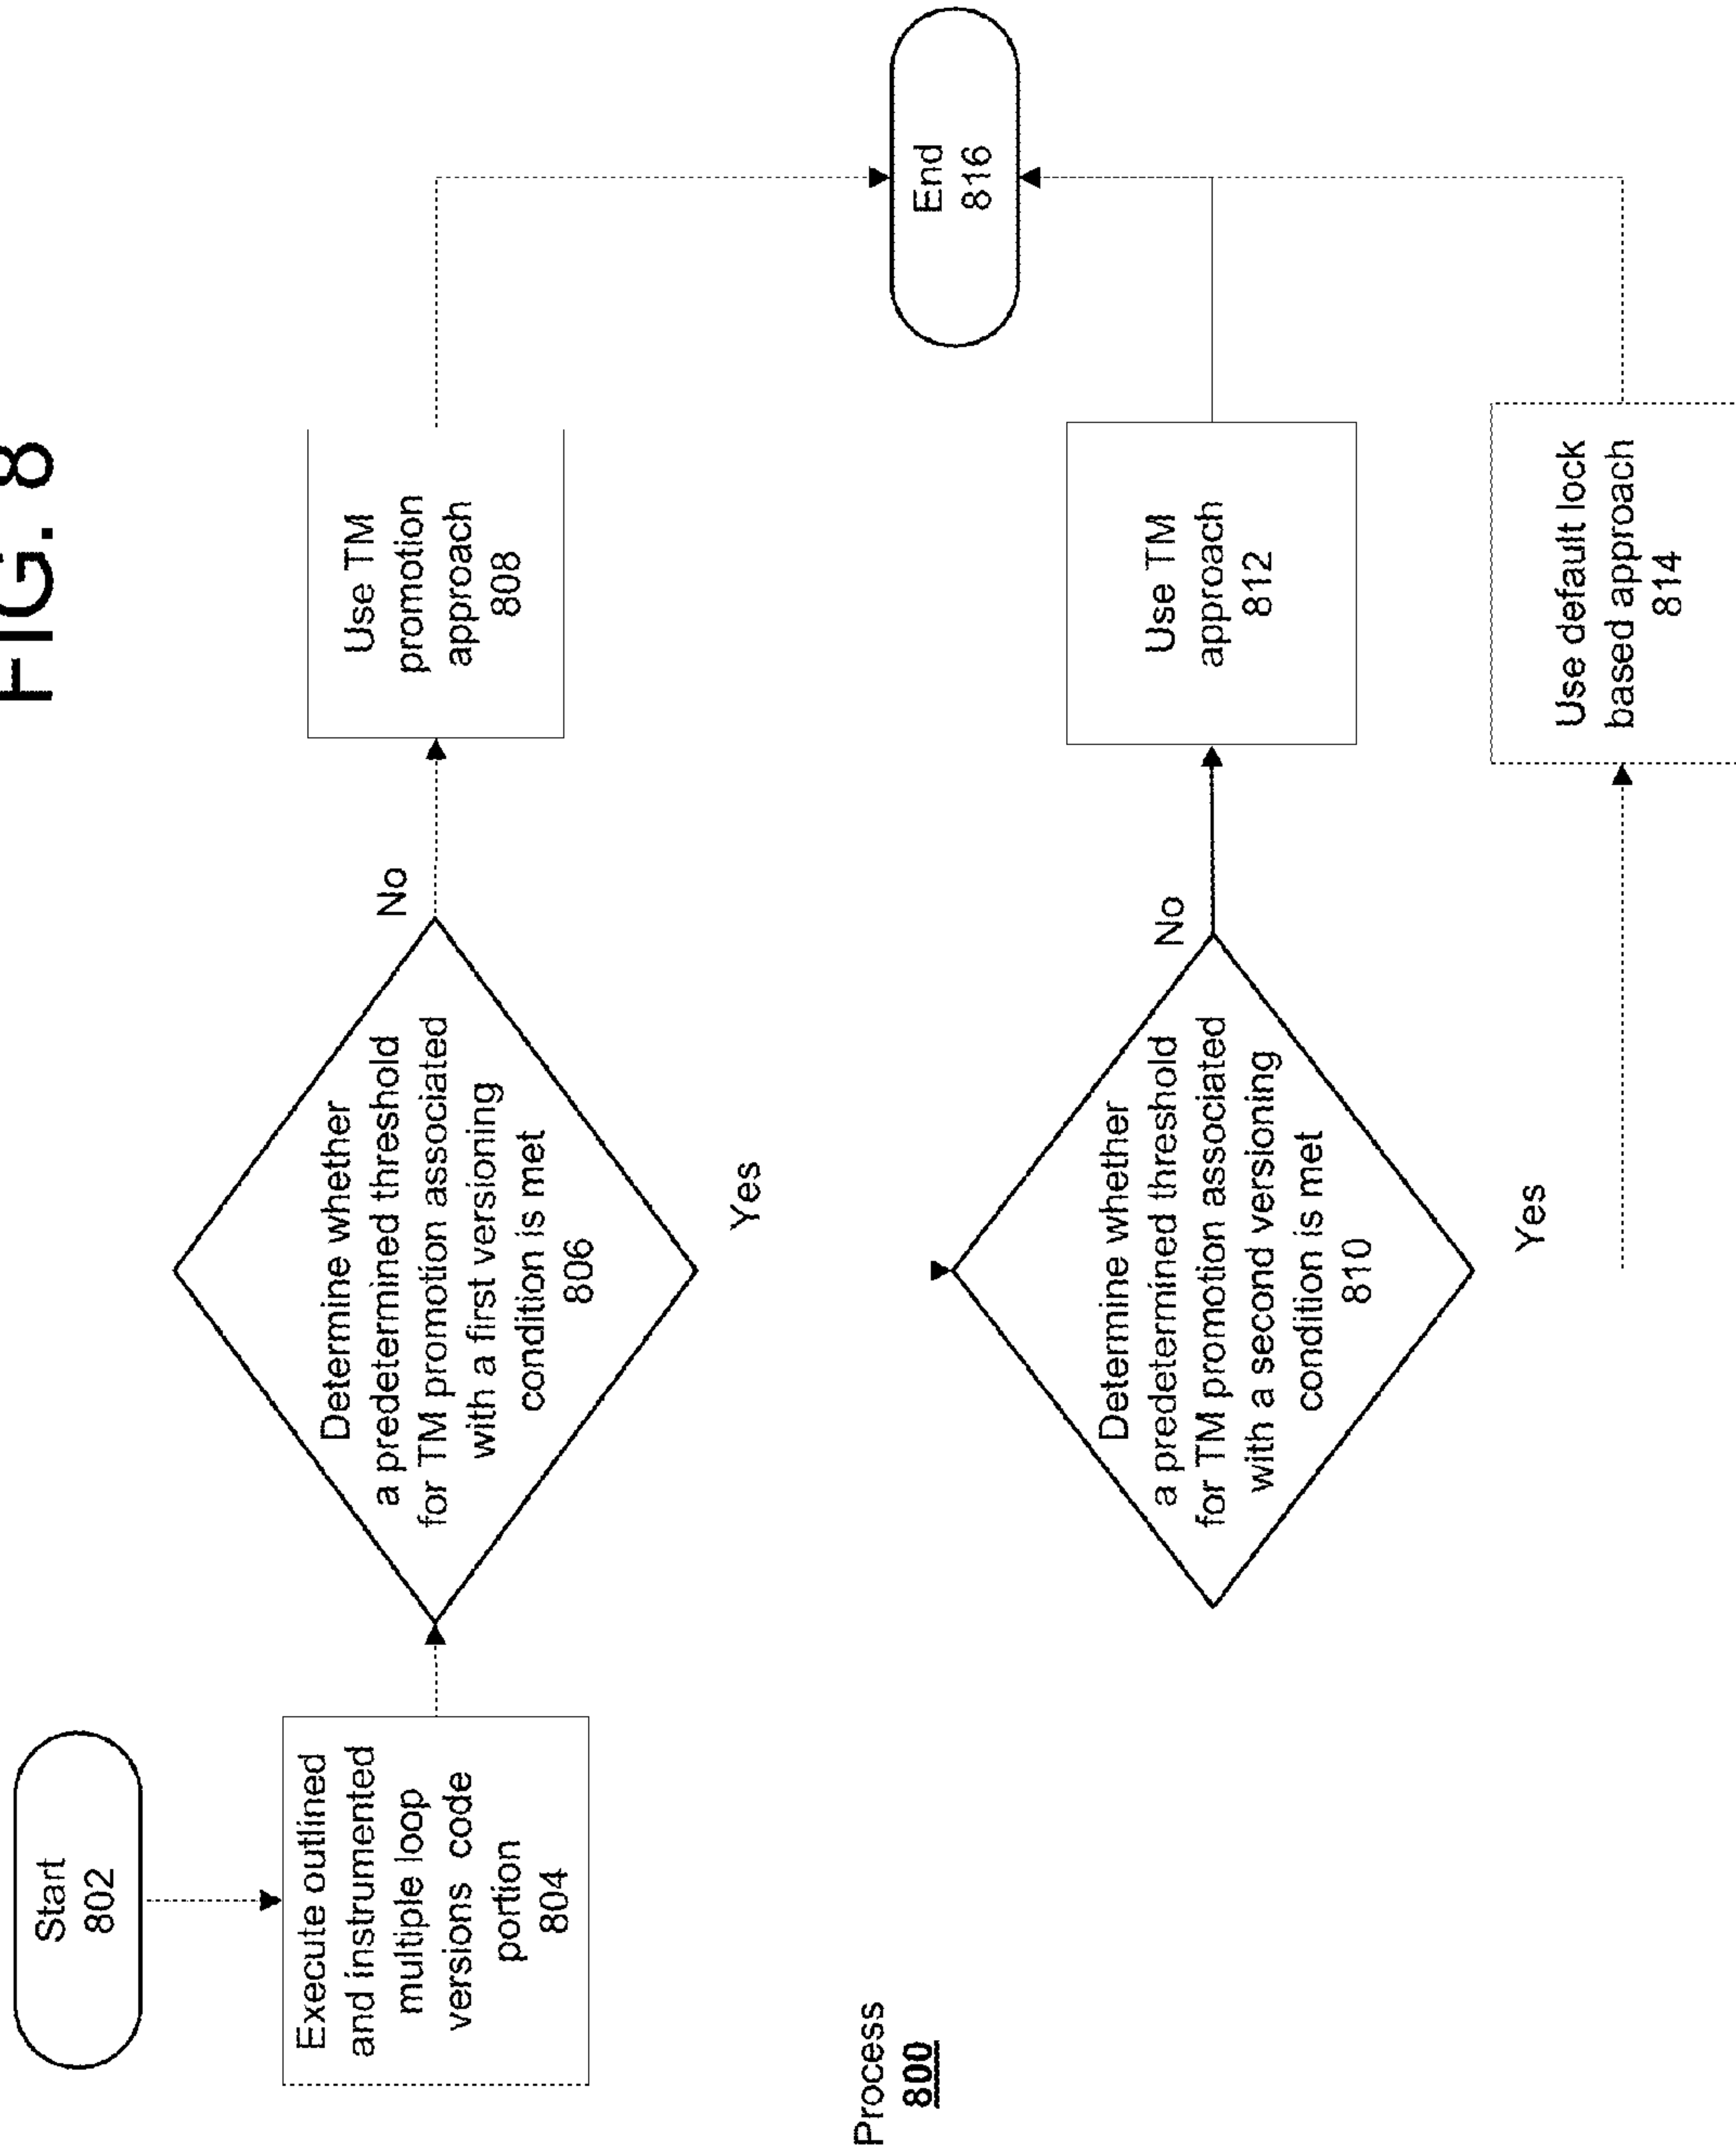 FIG. 8
Start
802
Execute outlined
and instrumented
multiple loop
versions code
portion
804
Determine whether
a predetermined threshold
for TM promotion associated
with a first versioning
condition is met
806
No
Use TM
promotion
approach
808
Yes
Determine whether
a predetermined threshold
for TM promotion associated
with a second versioning
condition is met
810
No
Use TM
approach
812
Yes
Use default lock
based approach
814
End
816
Process
800